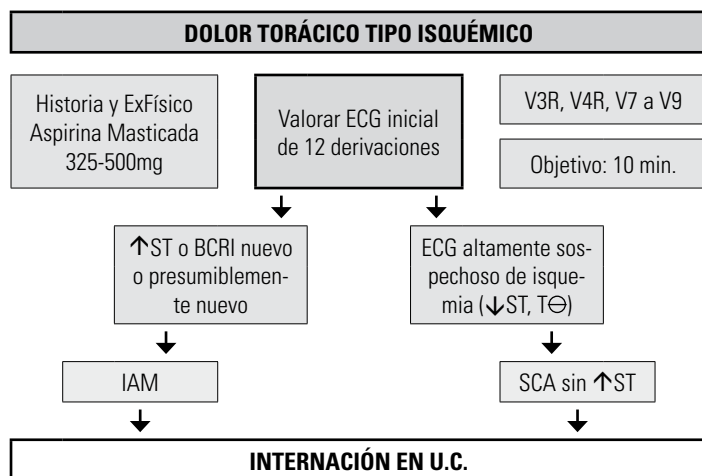 DOLOR TORÁCICO TIPO ISQUÉMICO
Historia y ExFísico
Aspirina Masticada
325-500mg
Valorar ECG inicial
de 12 derivaciones
V3R, V4R, V7 a V9
Objetivo: 10 min.
↑ST o BCRI nuevo
o presumiblemen-
te nuevo
ECG altamente sos-
pechoso de isque-
mia (↓ST, T⊖)
IAM
SCA sin ↑ST
INTERNACIÓN EN U.C.